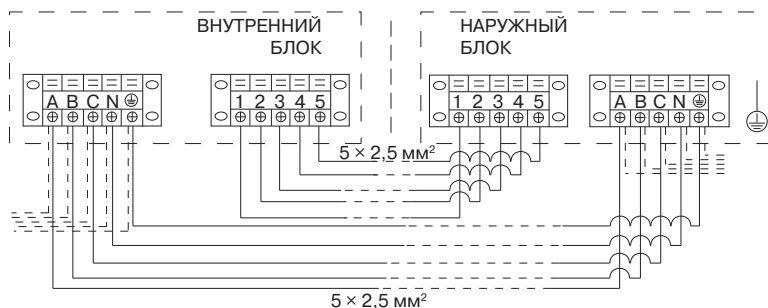 ВНУТРЕННИЙ
БЛОК
НАРУЖНЫЙ
БЛОК
A B C N
1 2 3 4 5
1 2 3 4 5
A B C N
5 × 2,5 мм²
5 × 2,5 мм²